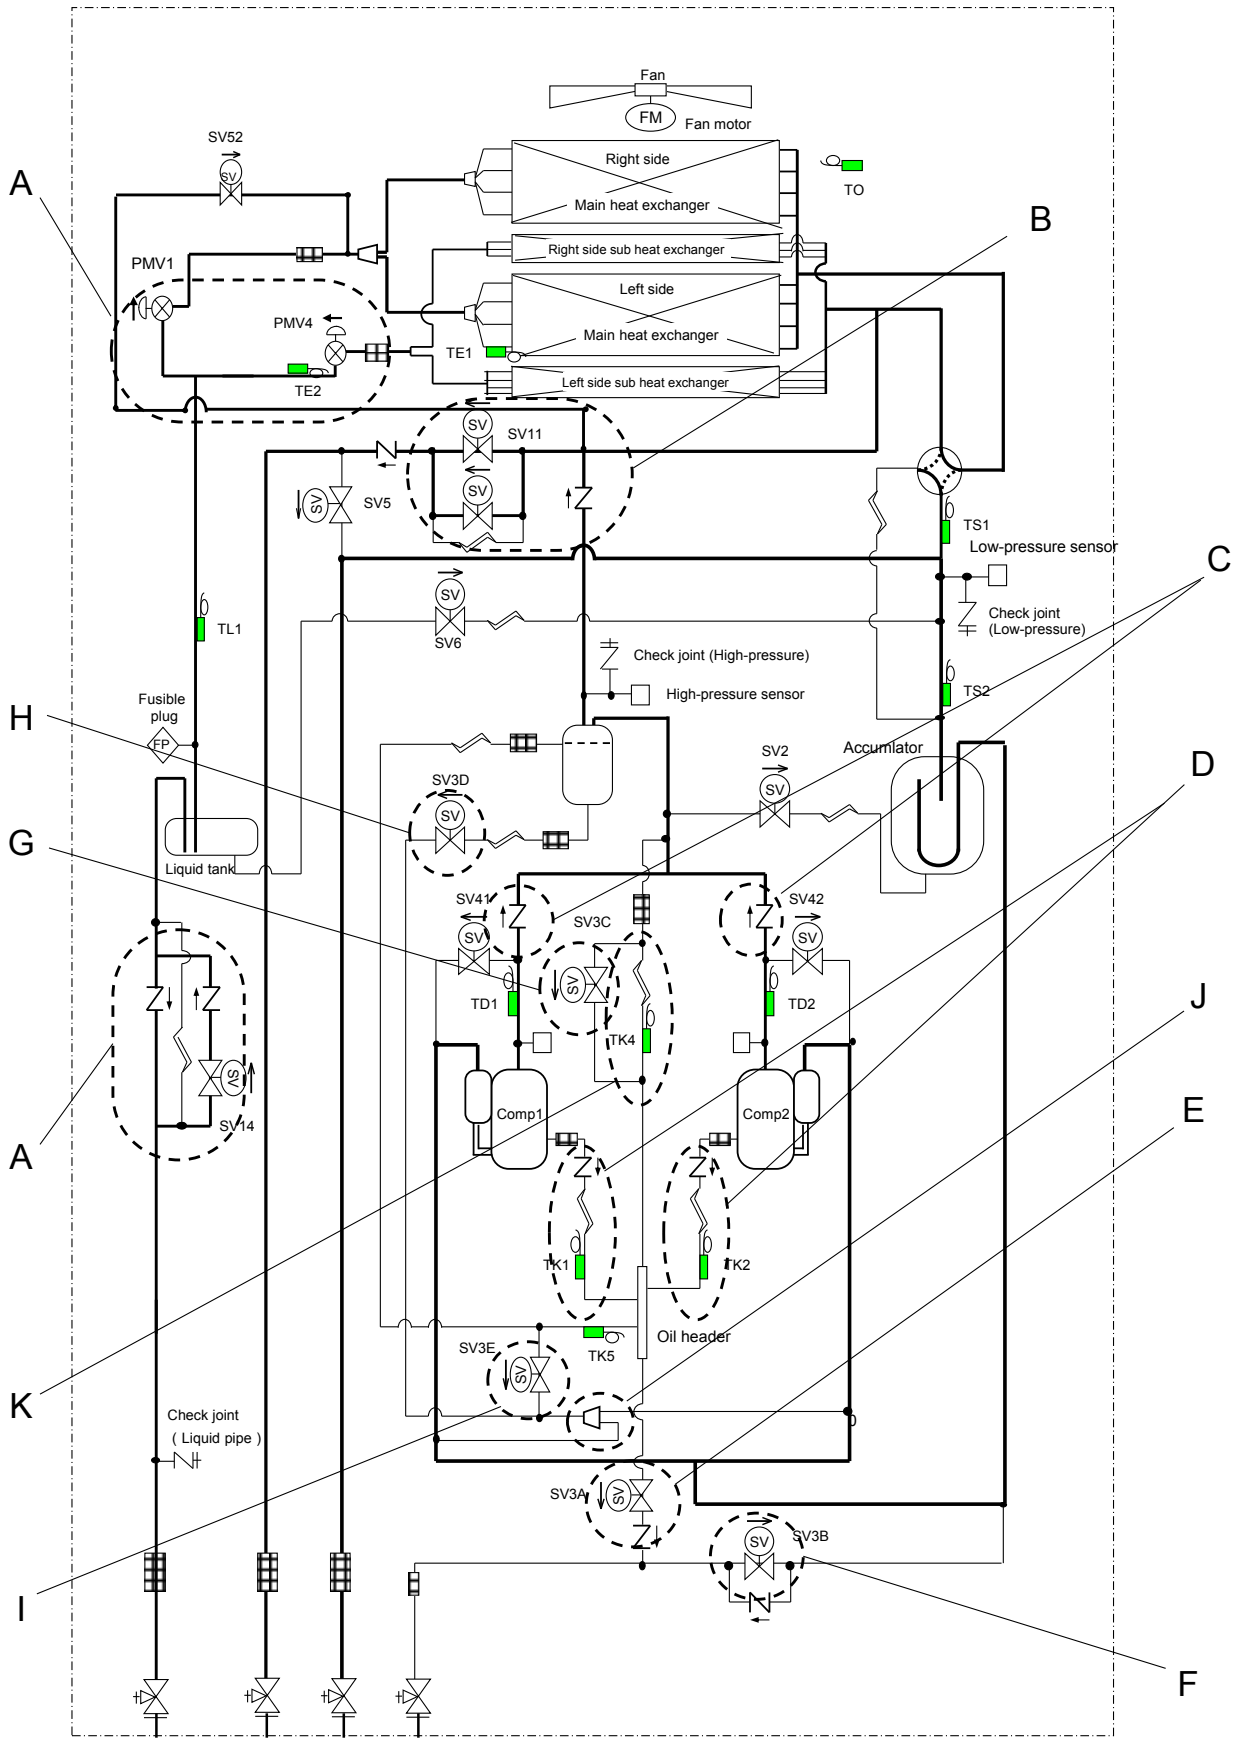 Fan
FM
Fan motor
SV52
SV
Right side
Main heat exchanger
TO
A
B
Right side sub heat exchanger
PMV1
Left side
Main heat exchanger
PMV4
TE1
TE2
Left side sub heat exchanger
SV
SV11
SV
SV
SV5
TS1
Low-pressure sensor
C
SV
SV6
TL1
Check joint
(Low-pressure)
Check joint (High-pressure)
High-pressure sensor
TS2
Fusible
plug
FP
H
Accumlator
SV2
SV
D
SV3D
SV
G
Liquid tank
SV41
SV
SV3C
SV
SV42
SV
TD1
TK4
TD2
J
SV
SV14
Comp1
Comp2
E
A
TK1
TK2
Oil header
TK5
SV3E
SV
K
Check joint
( Liquid pipe )
SV3A
SV
SV3B
SV
I
F